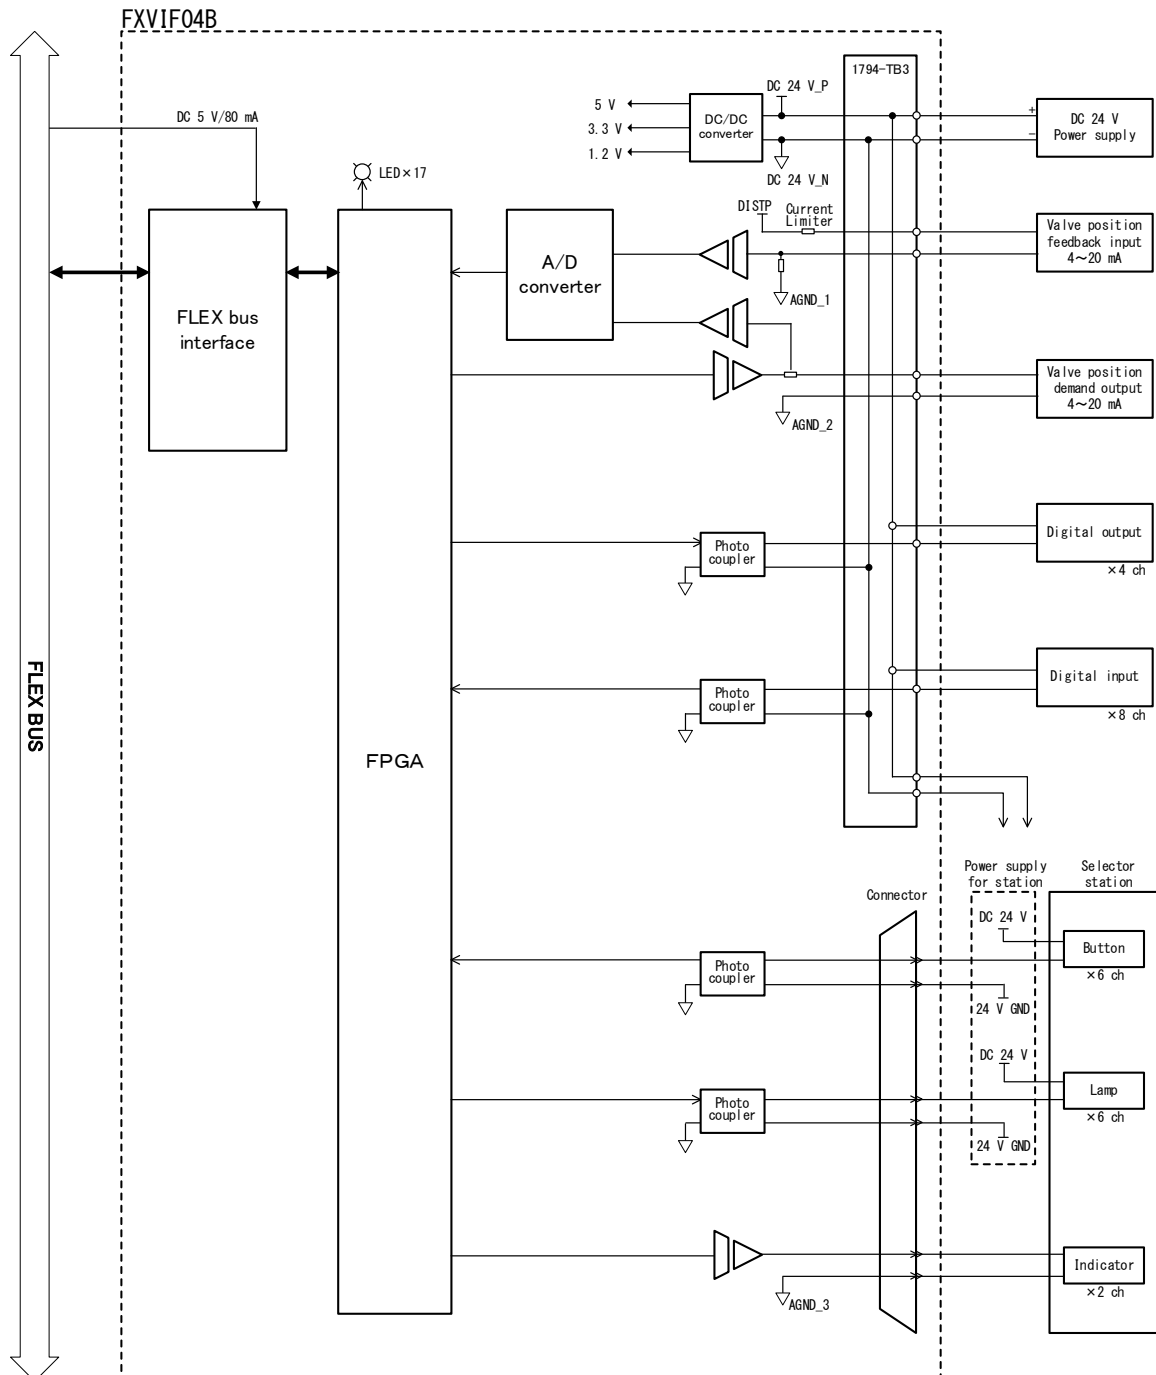 FXVIF04B
1794-TB3
DC 24 V_P
5 V
3.3 V
1.2 V
DC/DC
converter
+
−
DC 24 V
Power supply
DC 5 V/80 mA
DC 24 V_N
LED×17
DISTP
Current
Limiter
Valve position
feedback input
4～20 mA
A/D
converter
AGND_1
FLEX bus
interface
Valve position
demand output
4～20 mA
AGND_2
Photo
coupler
Digital output
×4 ch
FLEX BUS
Photo
coupler
Digital input
×8 ch
FPGA
Power supply
for station
Selector
station
Connector
DC 24 V
Button
×6 ch
Photo
coupler
24 V GND
DC 24 V
Lamp
×6 ch
Photo
coupler
24 V GND
Indicator
×2 ch
AGND_3